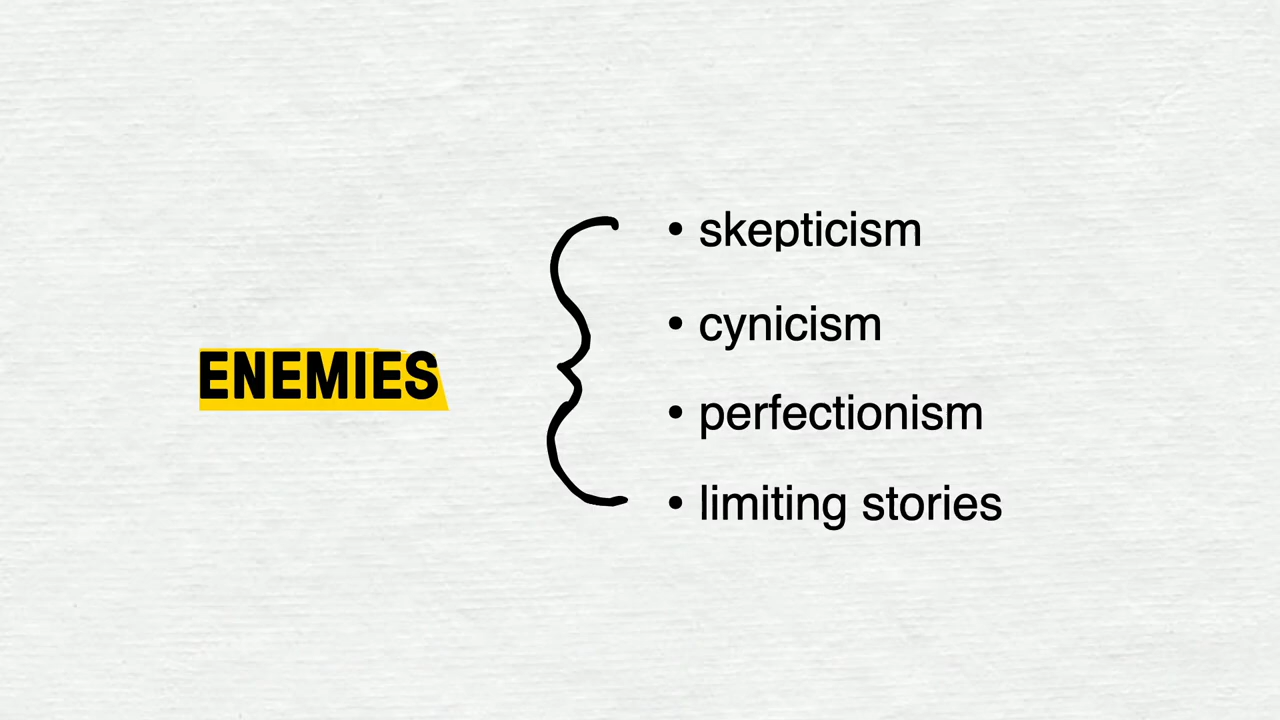 ENEMIES
• skepticism
• cynicism
• perfectionism
• limiting stories